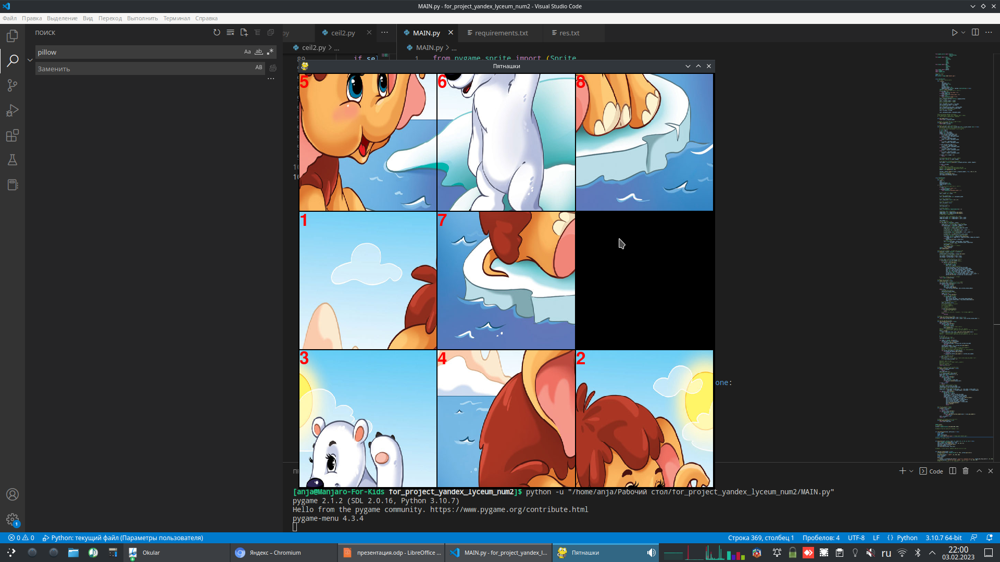 MAIN.py - for_project_yandex_lyceum_num2 - Visual Studio Code
Файл Правка Выделение Вид Переход Выполнить Терминал Справка
ПОИСК
py ceil2.py ··· MAIN.py requirements.txt res.txt
ceil2.py > ... MAIN.py > ...
pillow Aa ab
Заменить AB
89 if sel 1 from pygame.sprite import (Sprite
Пятнашки
5 6 8
1 7
3 4 2
one:
Code
[anja@Manjaro-For-Kids for_project_yandex_lyceum_num2]$ python -u "/home/anja/Рабочий стол/for_project_yandex_lyceum_num2/MAIN.py"
pygame 2.1.2 (SDL 2.0.16, Python 3.10.7)
Hello from the pygame community. https://www.pygame.org/contribute.html
pygame-menu 4.3.4
1
0 0 Python: текущий файл (Параметры пользователя) Строка 369, столбец 1 Пробелов: 4 UTF-8 LF Python 3.10.7 64-bit
Okular Яндекс – Chromium презентация.odp – LibreOffice ... MAIN.py - for_project_yandex_l... Пятнашки ru 22:00
03.02.2023